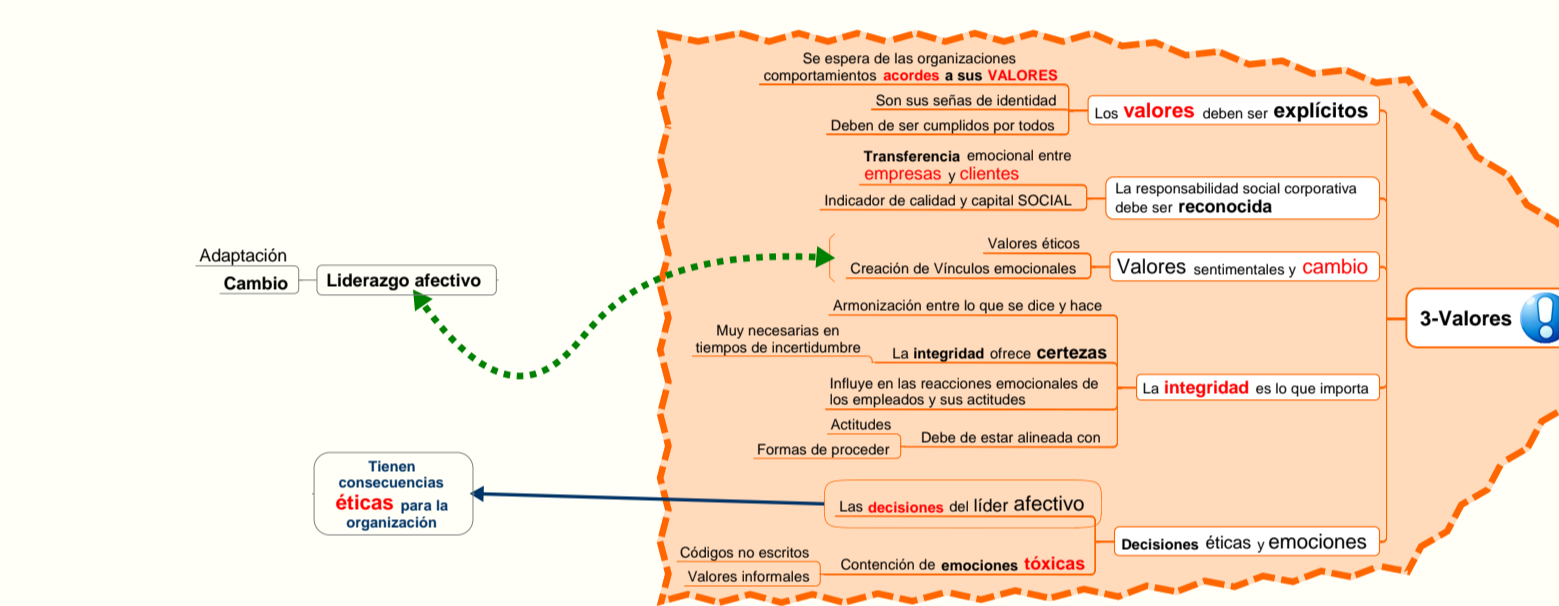 Se espera de las organizaciones
comportamientos acordes a sus VALORES
Son sus señas de identidad
Deben de ser cumplidos por todos
Los valores deben ser explícitos
Transferencia emocional entre
empresas y clientes
Indicador de calidad y capital SOCIAL
La responsabilidad social corporativa
debe ser reconocida
Valores éticos
Creación de Vínculos emocionales
Valores sentimentales y cambio
Adaptación
Cambio
Liderazgo afectivo
3-Valores
Armonización entre lo que se dice y hace
Muy necesarias en
tiempos de incertidumbre
La integridad ofrece certezas
Influye en las reacciones emocionales de
los empleados y sus actitudes
Actitudes
Formas de proceder
Debe de estar alineada con
La integridad es lo que importa
Tienen
consecuencias
éticas para la
organización
Las decisiones del líder afectivo
Códigos no escritos
Valores informales
Contención de emociones tóxicas
Decisiones éticas y emociones